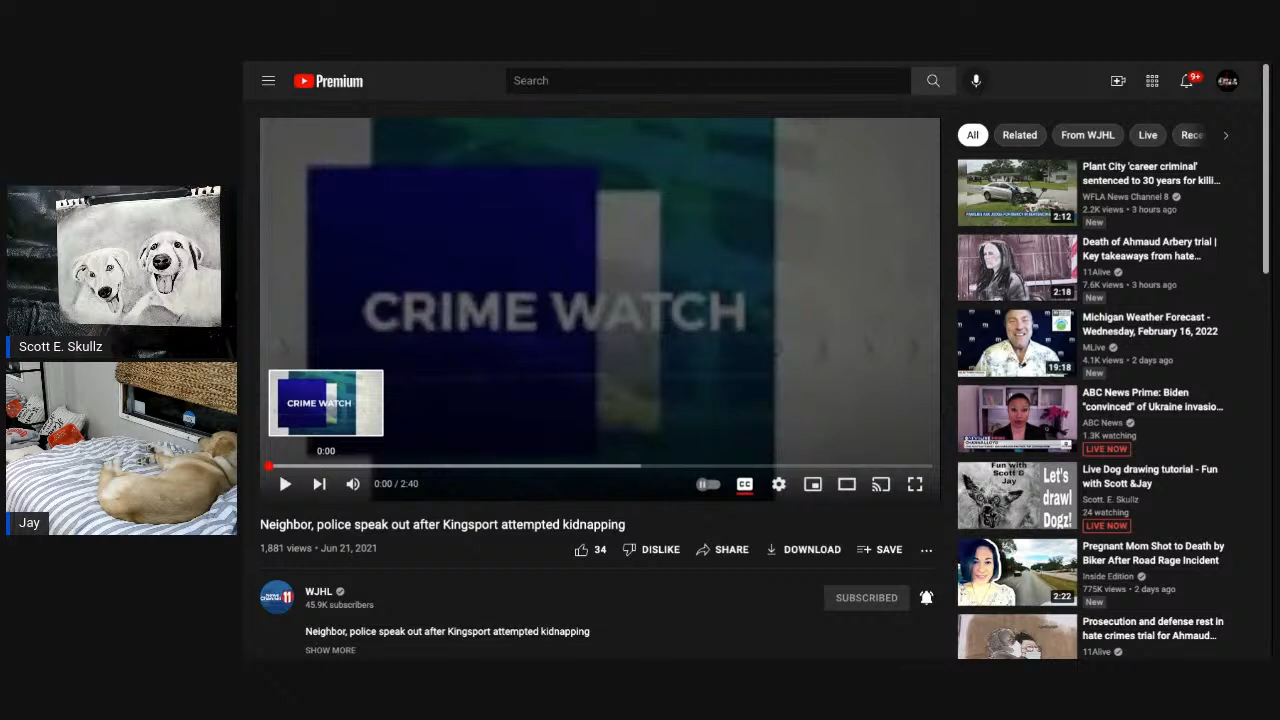 Premium
Search
9+
CRIME WATCH
CRIME WATCH
0:00
0:00 / 2:40
CC
Neighbor, police speak out after Kingsport attempted kidnapping
1,881 views • Jun 21, 2021
34
DISLIKE
SHARE
DOWNLOAD
SAVE
WJHL
45.9K subscribers
SUBSCRIBED
Neighbor, police speak out after Kingsport attempted kidnapping
SHOW MORE
Scott E. Skullz
Jay
All
Related
From WJHL
Live
Rece
2:12
Plant City 'career criminal'
sentenced to 30 years for killi...
WFLA News Channel 8
2.2K views • 3 hours ago
New
2:18
Death of Ahmaud Arbery trial |
Key takeaways from hate...
11Alive
7.6K views • 3 hours ago
New
19:18
Michigan Weather Forecast -
Wednesday, February 16, 2022
MLive
4.1K views • 2 days ago
New
ABC News Prime: Biden
"convinced" of Ukraine invasio...
ABC News
1.3K watching
LIVE NOW
Fun with
Scott &
Jay
Let's
draw
Dogz!
Live Dog drawing tutorial - Fun
with Scott &Jay
Scott. E. Skullz
24 watching
LIVE NOW
2:22
Pregnant Mom Shot to Death by
Biker After Road Rage Incident
Inside Edition
775K views • 2 days ago
New
Prosecution and defense rest in
hate crimes trial for Ahmaud...
11Alive